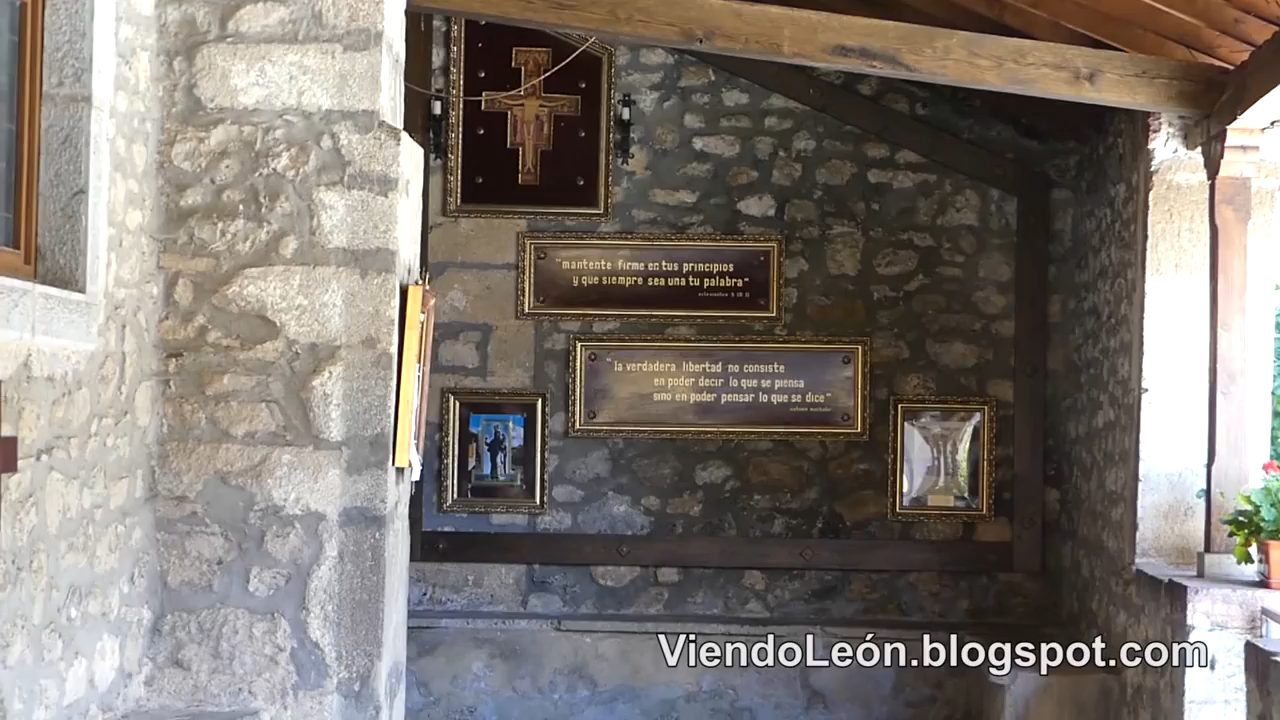 "mantente firme en tus principios
y que siempre sea una tu palabra"
"la verdadera libertad no consiste
en poder decir lo que se piensa
sino en poder pensar lo que se dice"
ViendoLeón.blogspot.com